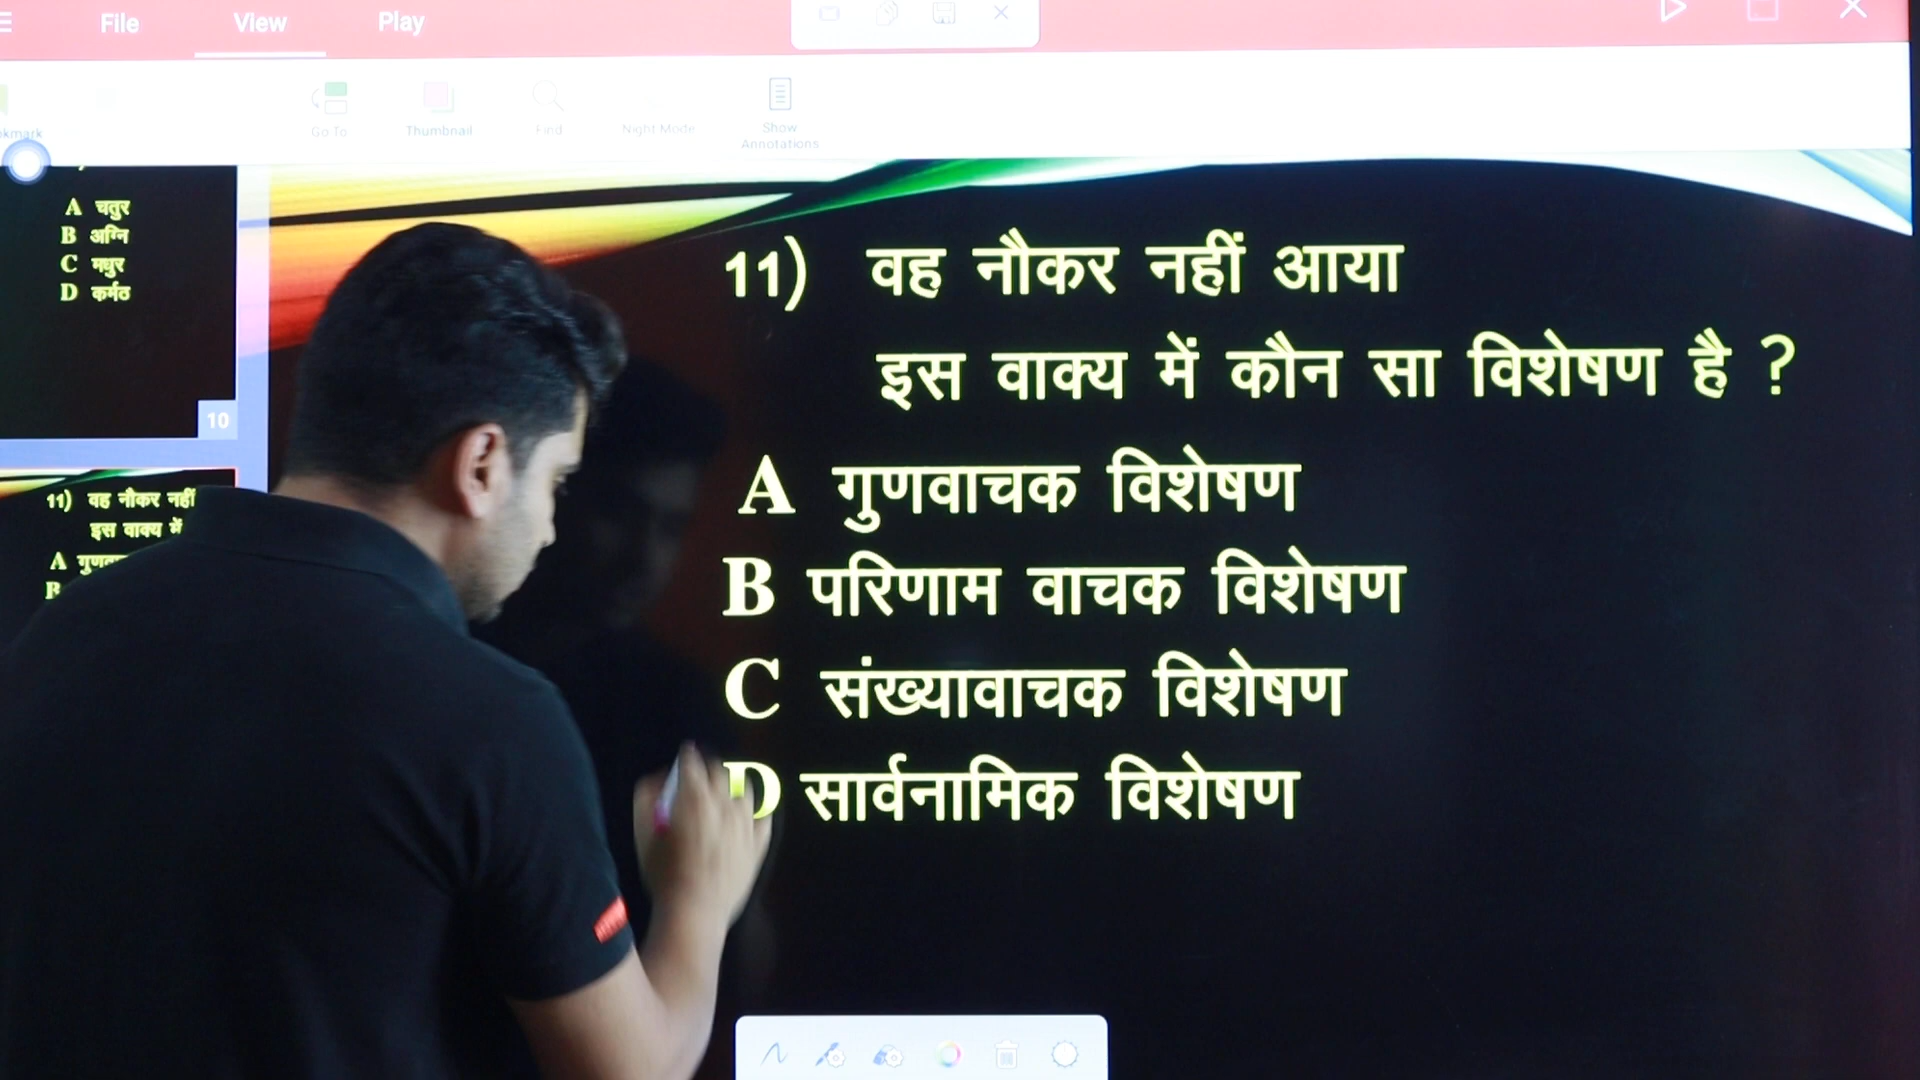 File View Play
Go To Thumbnail Find Night Mode Show Annotations
A चतुर
B अग्नि
C मधुर
D कर्मठ
10
11) वह नौकर नहीं
इस वाक्य में
A
B
11) वह नौकर नहीं आया
इस वाक्य में कौन सा विशेषण है ?
A गुणवाचक विशेषण
B परिणाम वाचक विशेषण
C संख्यावाचक विशेषण
D सार्वनामिक विशेषण